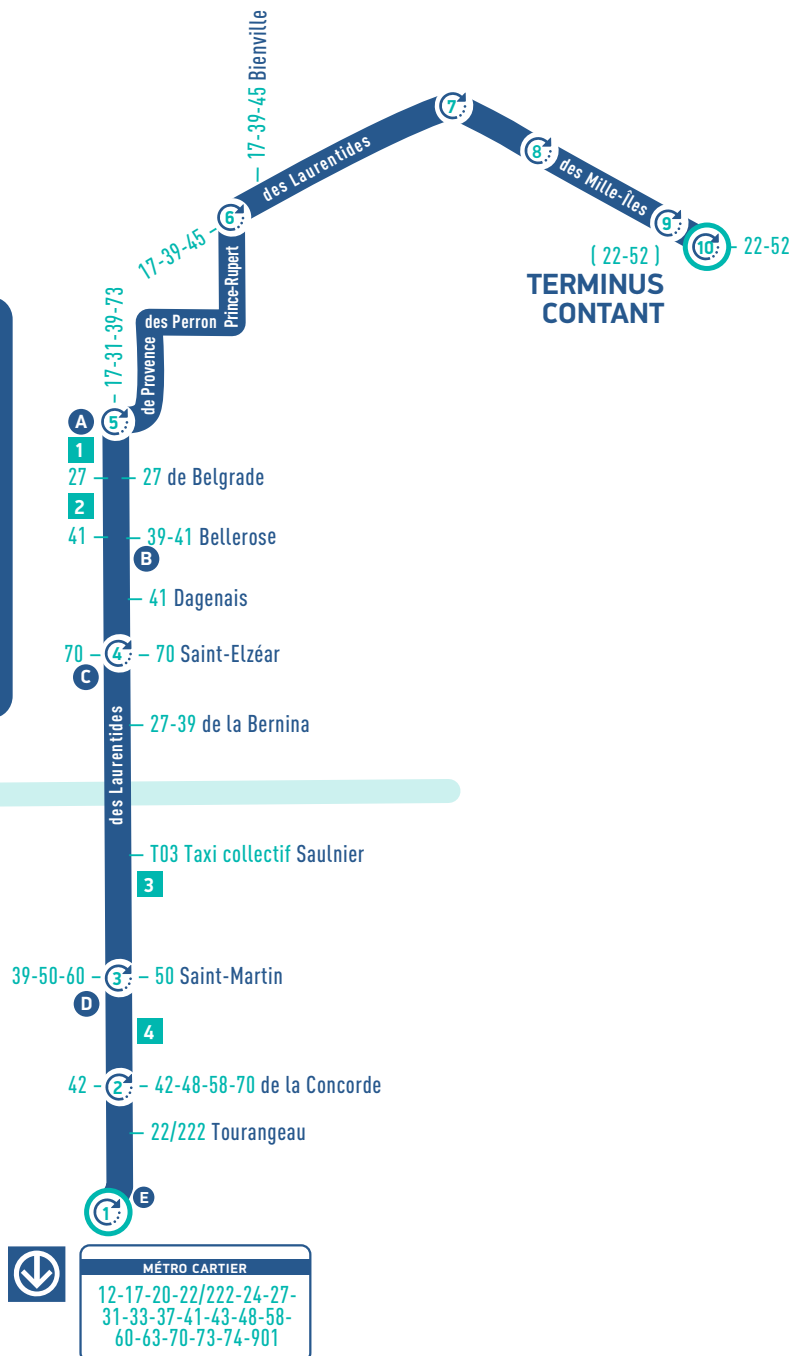 17-39-45 Bienville
7
des Laurentides
8
des Mille-Îles
6
9
17-39-45
10
22-52
( 22-52 )
TERMINUS
CONTANT
Prince-Rupert
des Perron
17-31-39-73
de Provence
A
5
1
27
27 de Belgrade
2
41
39-41 Bellerose
B
41 Dagenais
70
4
70 Saint-Elzéar
C
27-39 de la Bernina
des Laurentides
T03 Taxi collectif Saulnier
3
39-50-60
3
50 Saint-Martin
D
4
42
2
42-48-58-70 de la Concorde
22/222 Tourangeau
E
1
MÉTRO CARTIER
12-17-20-22/222-24-27-
31-33-37-41-43-48-58-
60-63-70-73-74-901